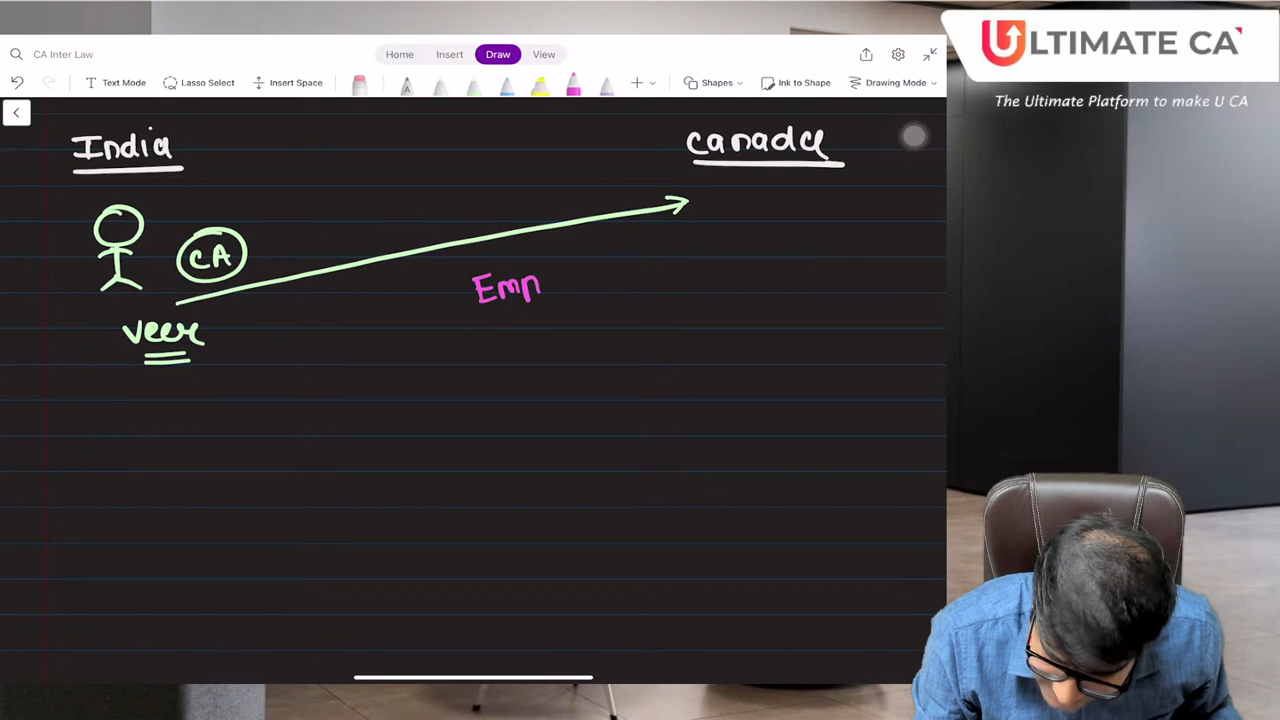 ULTIMATE CA
The Ultimate Platform to make U CA
CA Inter Law
Home Insert Draw View
Text Mode Lasso Select Insert Space Shapes Ink to Shape Drawing Mode
India
Canada
CA
Emp
Veer